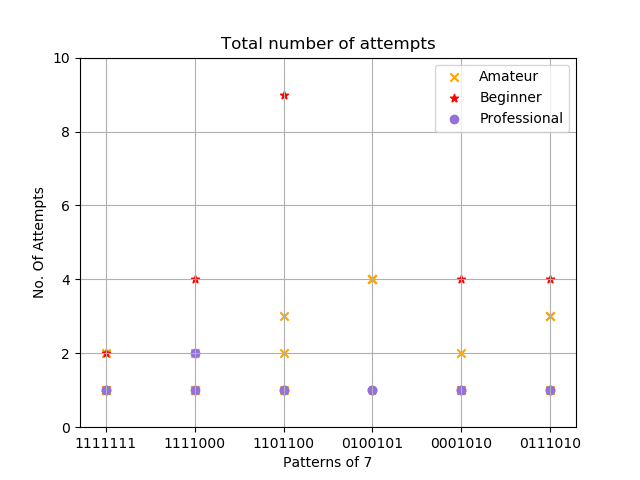 Total number of attempts
10
8
6
4
2
0
No. Of Attempts
Amateur
Beginner
Professional
1111111 1111000 1101100 0100101 0001010 0111010
Patterns of 7